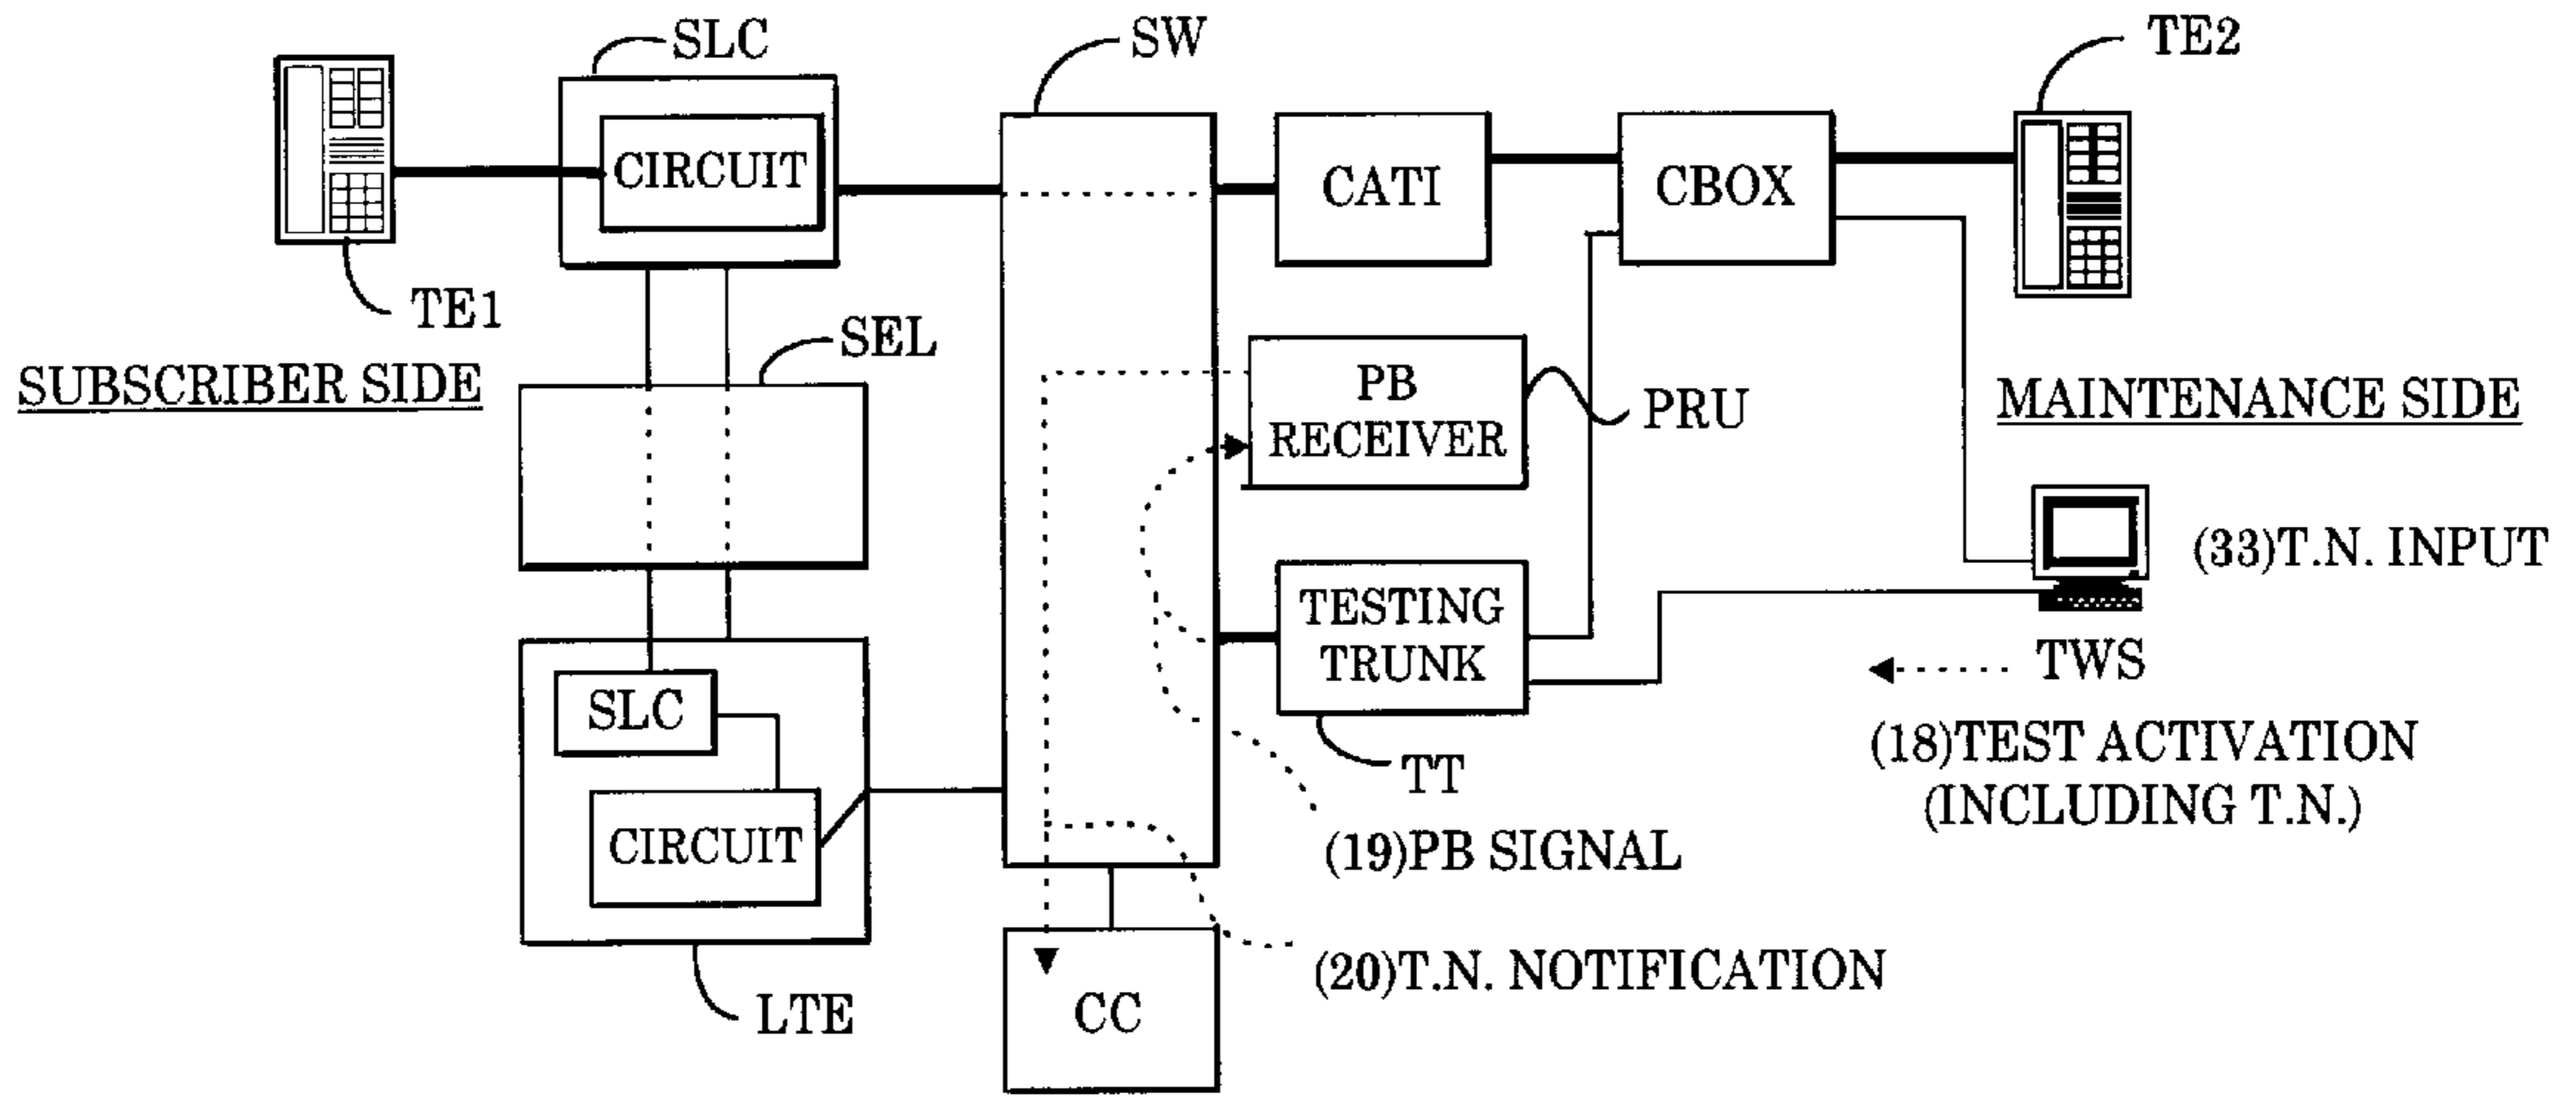 SLC
SW
TE2
CIRCUIT
CATI
CBOX
TE1
SEL
SUBSCRIBER SIDE
PB
RECEIVER
PRU
MAINTENANCE SIDE
(33)T.N. INPUT
TESTING
TRUNK
TWS
SLC
TT
(18)TEST ACTIVATION
(INCLUDING T.N.)
CIRCUIT
(19)PB SIGNAL
(20)T.N. NOTIFICATION
LTE
CC